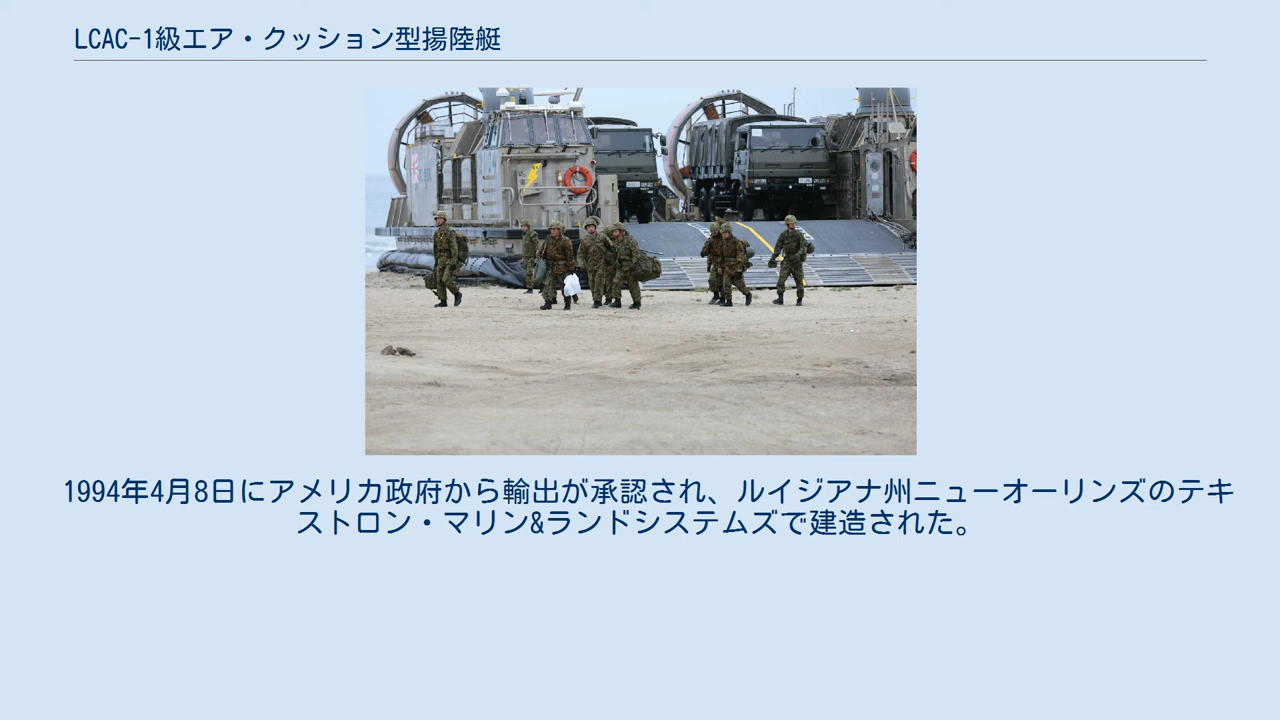 LCAC-1級エア・クッション型揚陸艇
1994年4月8日にアメリカ政府から輸出が承認され、ルイジアナ州ニューオーリンズのテキ
ストロン・マリン&ランドシステムズで建造された。